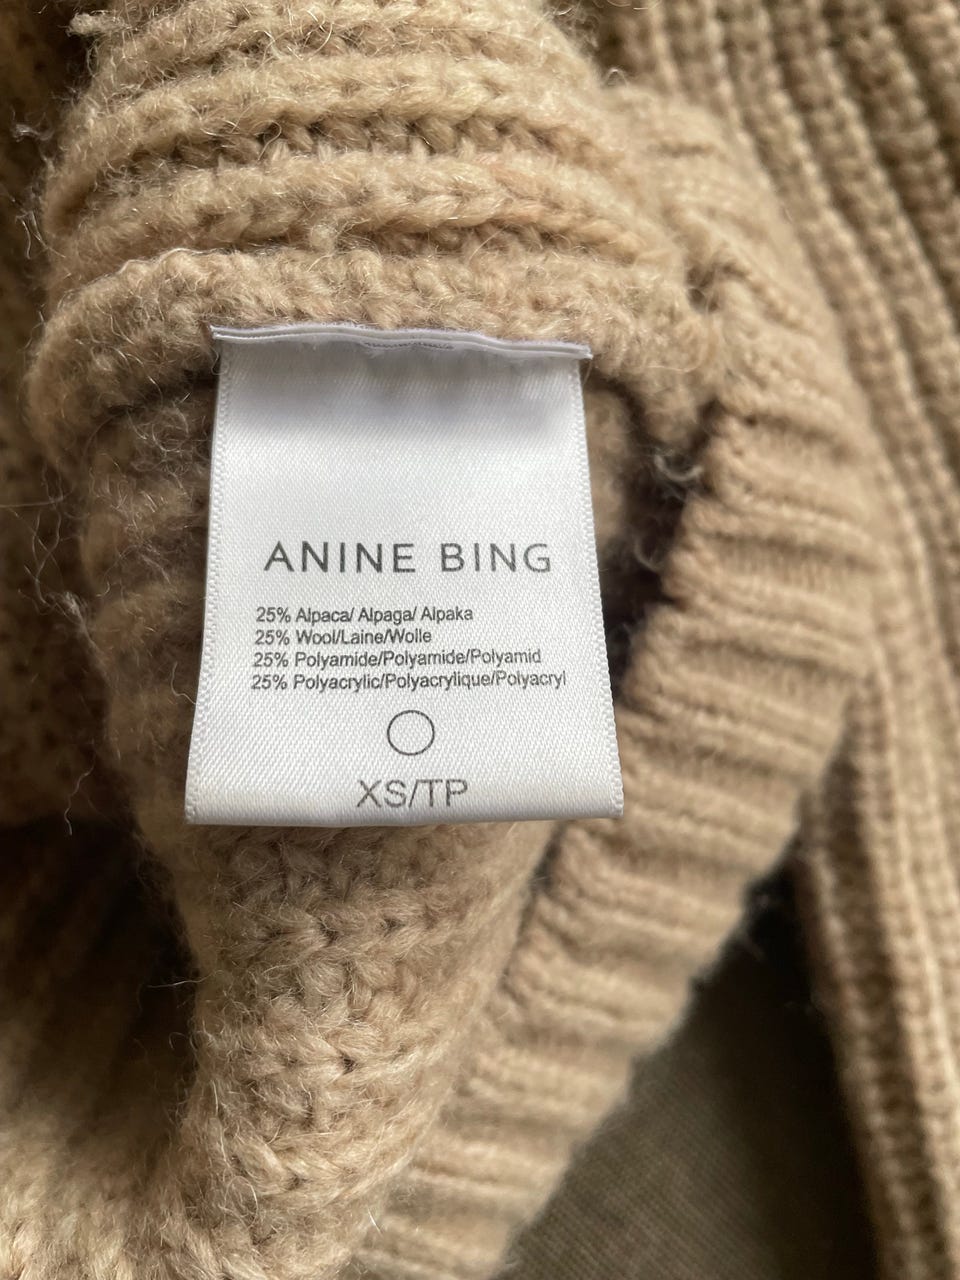 ANINE BING
25% Alpaca/ Alpaga/ Alpaka
25% Wool/Laine/Wolle
25% Polyamide/Polyamide/Polyamid
25% Polyacrylic/Polyacrylique/Polyacryl
XS/TP